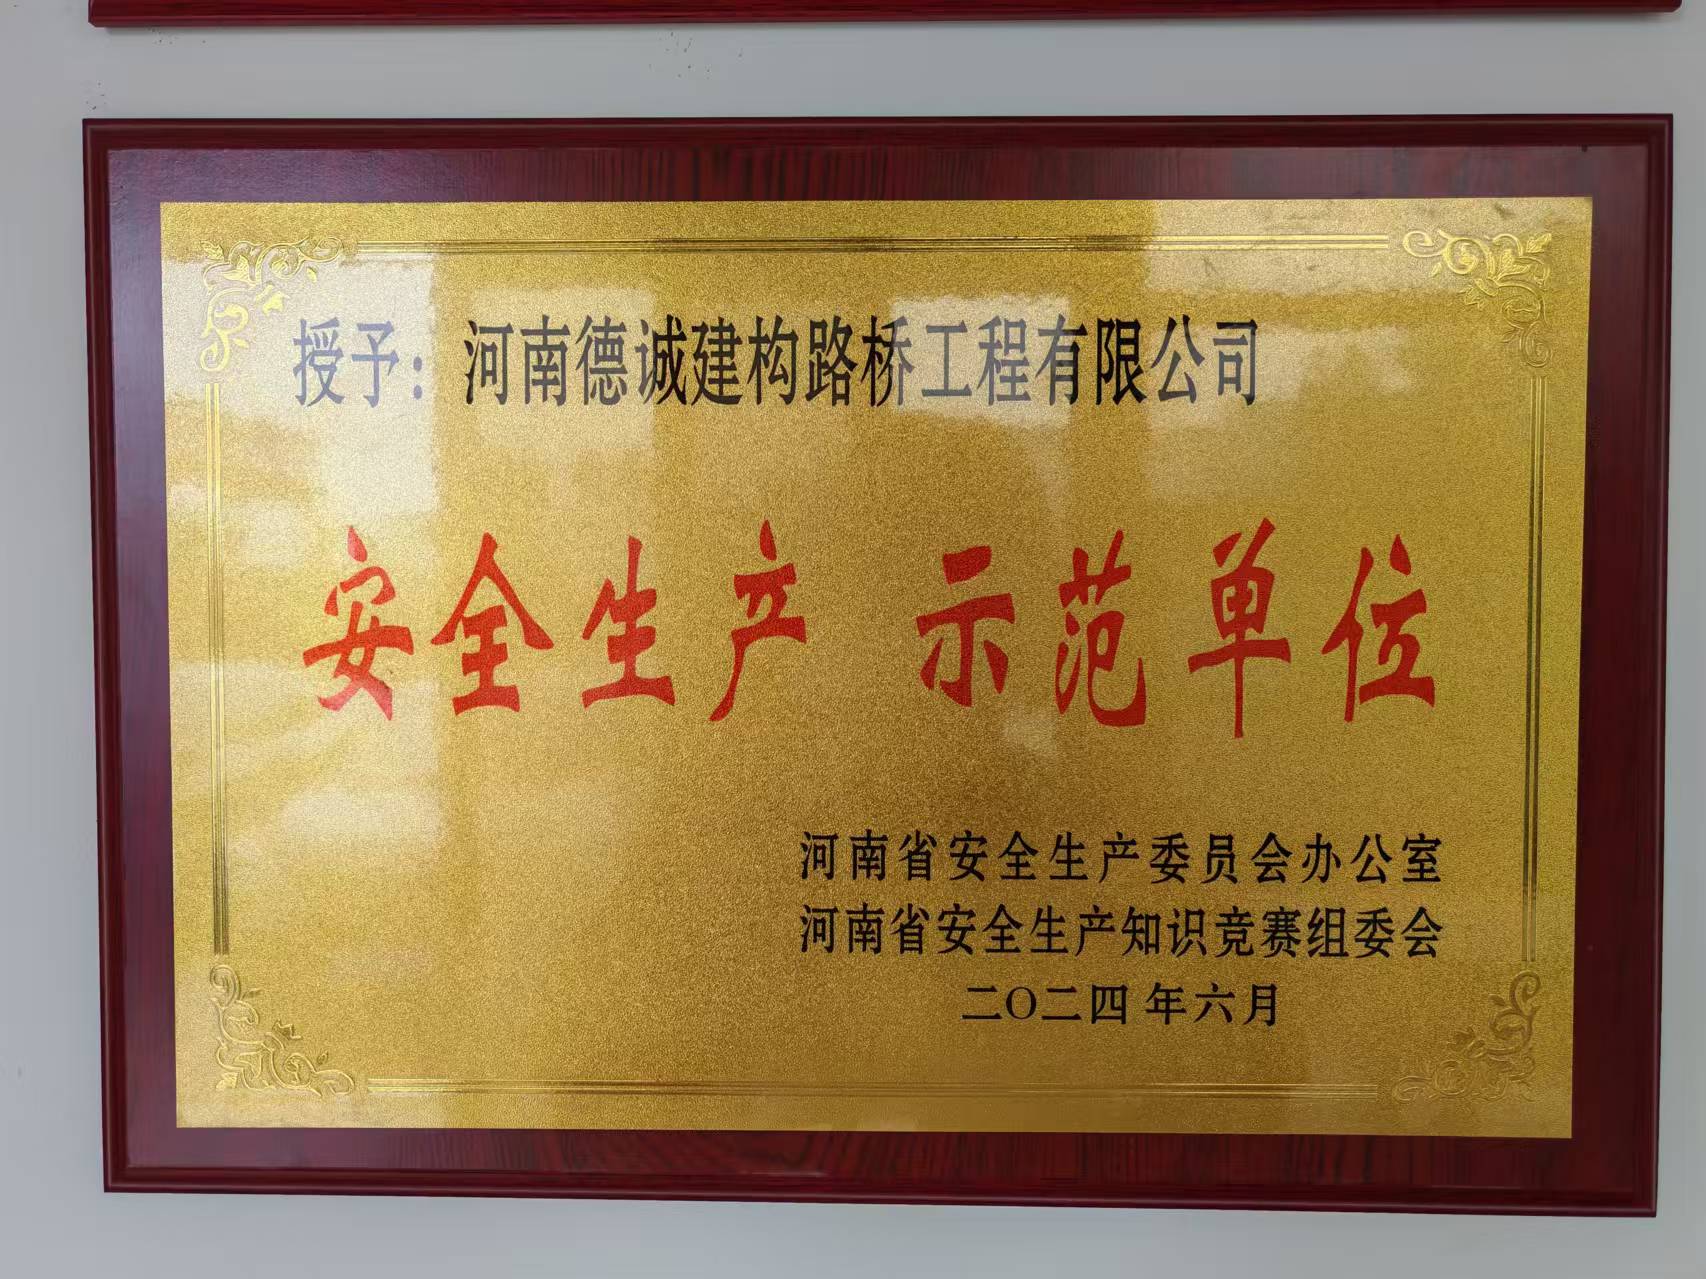 授予：河南德诚建构路桥工程有限公司
安全生产 示范单位
河南省安全生产委员会办公室
河南省安全生产知识竞赛组委会
二〇二四年六月